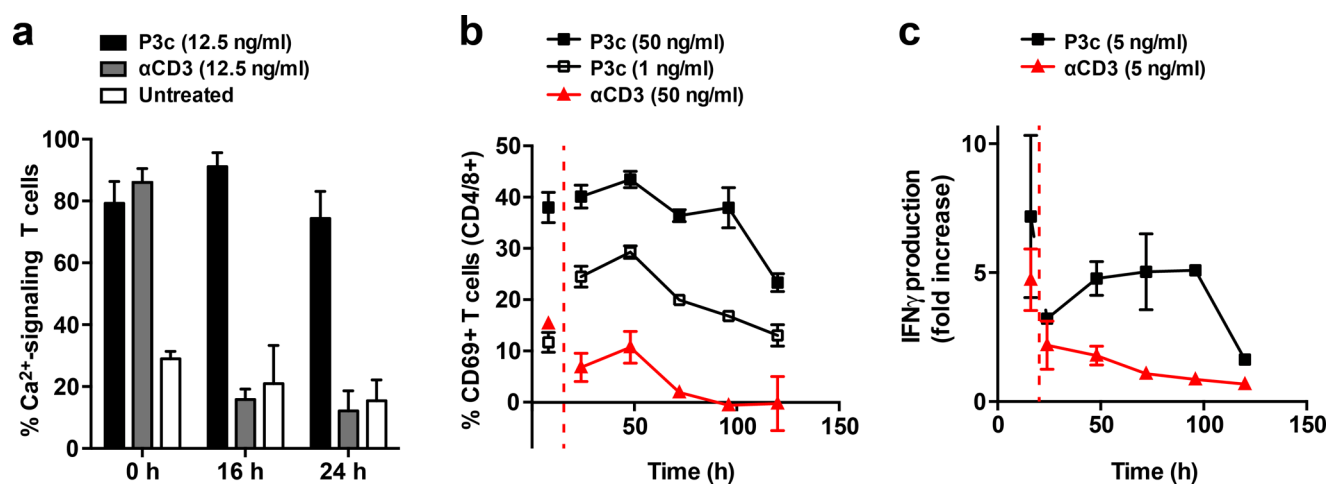 a
P3c (12.5 ng/ml)
αCD3 (12.5 ng/ml)
Untreated
% Ca2+-signaling T cells
100
80
60
40
20
0
0 h
16 h
24 h
b
P3c (50 ng/ml)
P3c (1 ng/ml)
αCD3 (50 ng/ml)
% CD69+ T cells (CD4/8+)
50
40
30
20
10
0
50
100
150
Time (h)
c
P3c (5 ng/ml)
αCD3 (5 ng/ml)
IFNγ production
(fold increase)
10
5
0
50
100
150
Time (h)